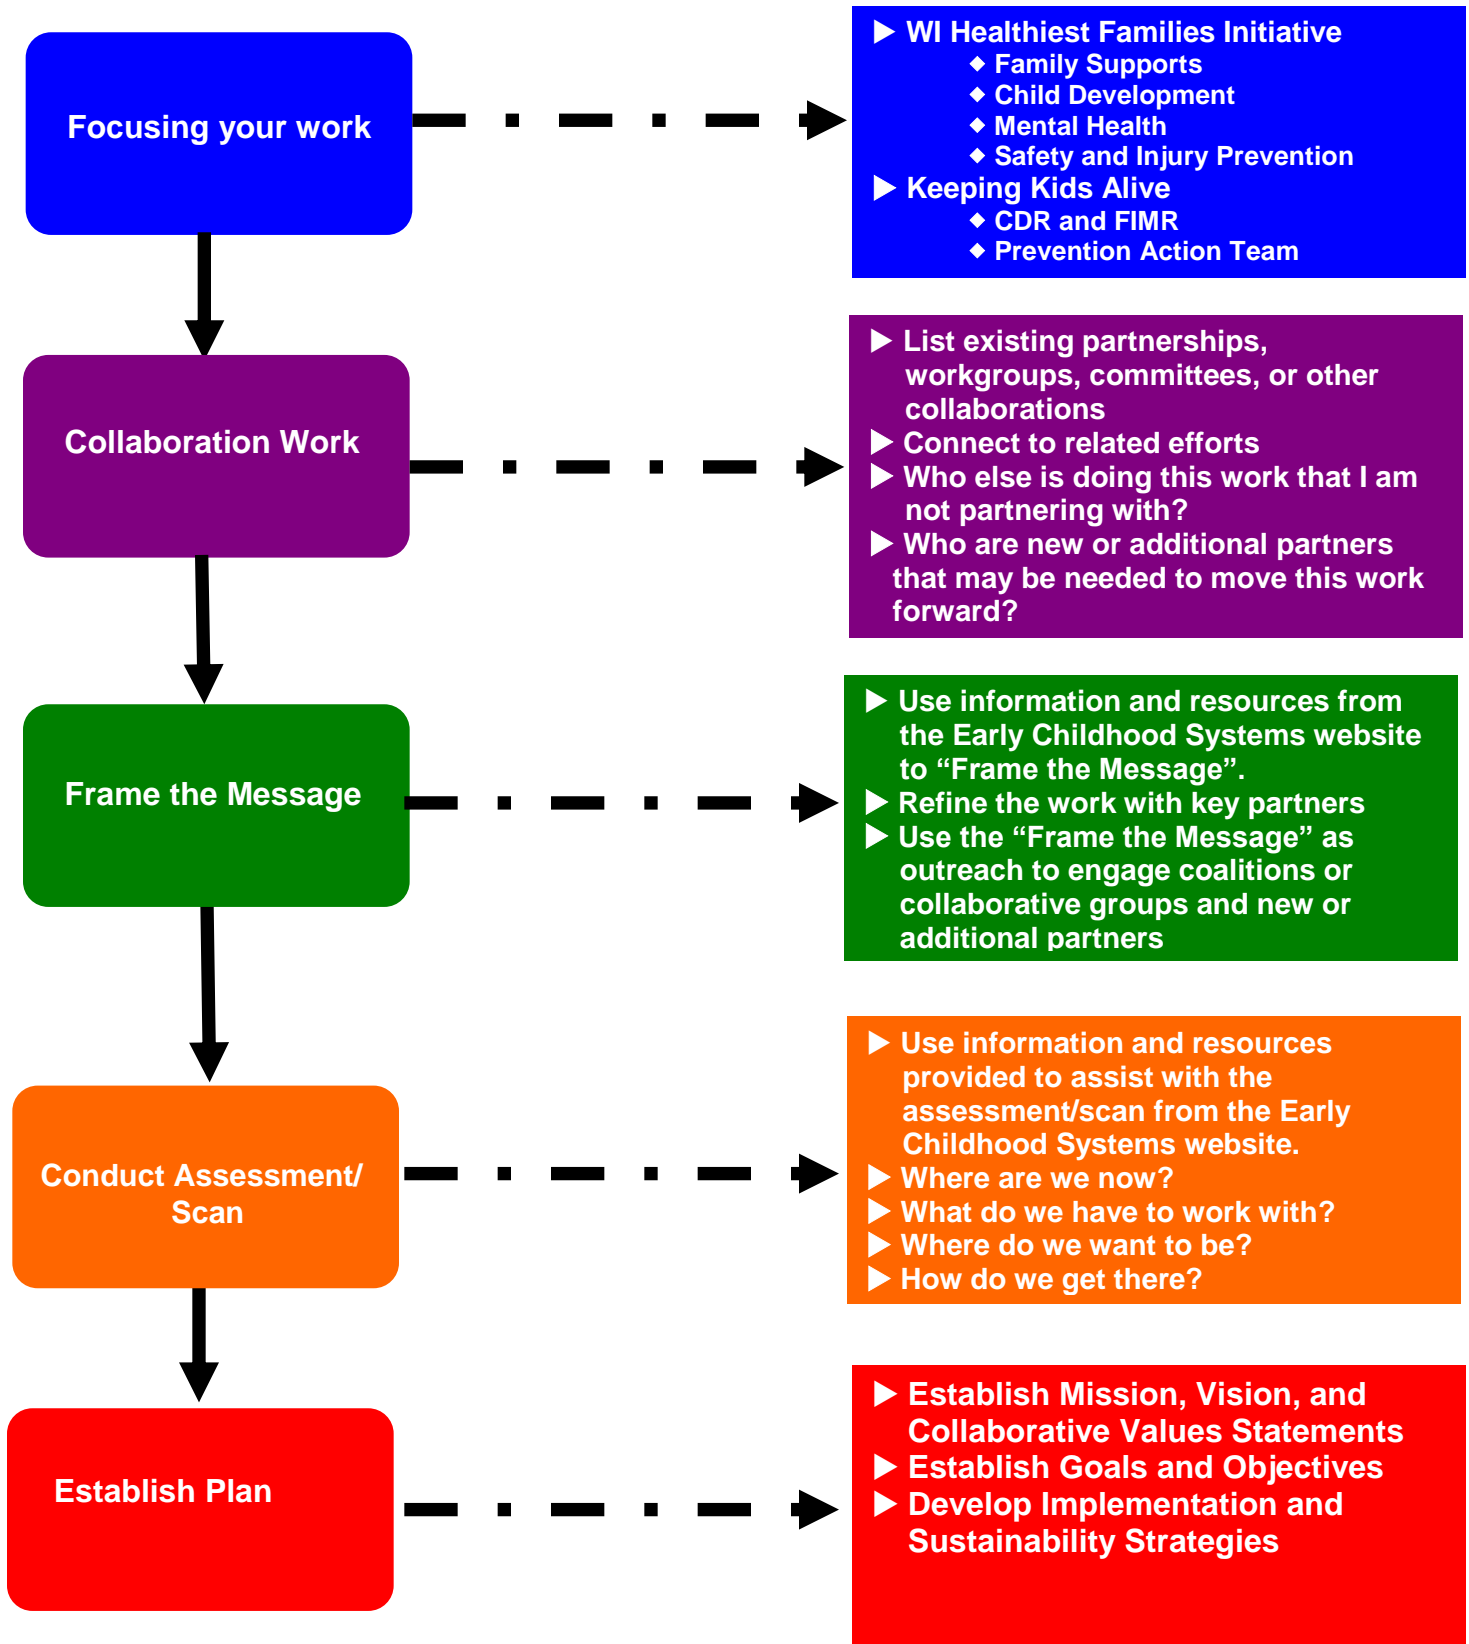 Focusing your work
▶ WI Healthiest Families Initiative
◆ Family Supports
◆ Child Development
◆ Mental Health
◆ Safety and Injury Prevention
▶ Keeping Kids Alive
◆ CDR and FIMR
◆ Prevention Action Team
Collaboration Work
▶ List existing partnerships,
workgroups, committees, or other
collaborations
▶ Connect to related efforts
▶ Who else is doing this work that I am
not partnering with?
▶ Who are new or additional partners
that may be needed to move this work
forward?
Frame the Message
▶ Use information and resources from
the Early Childhood Systems website
to “Frame the Message”.
▶ Refine the work with key partners
▶ Use the “Frame the Message” as
outreach to engage coalitions or
collaborative groups and new or
additional partners
Conduct Assessment/
Scan
▶ Use information and resources
provided to assist with the
assessment/scan from the Early
Childhood Systems website.
▶ Where are we now?
▶ What do we have to work with?
▶ Where do we want to be?
▶ How do we get there?
Establish Plan
▶ Establish Mission, Vision, and
Collaborative Values Statements
▶ Establish Goals and Objectives
▶ Develop Implementation and
Sustainability Strategies